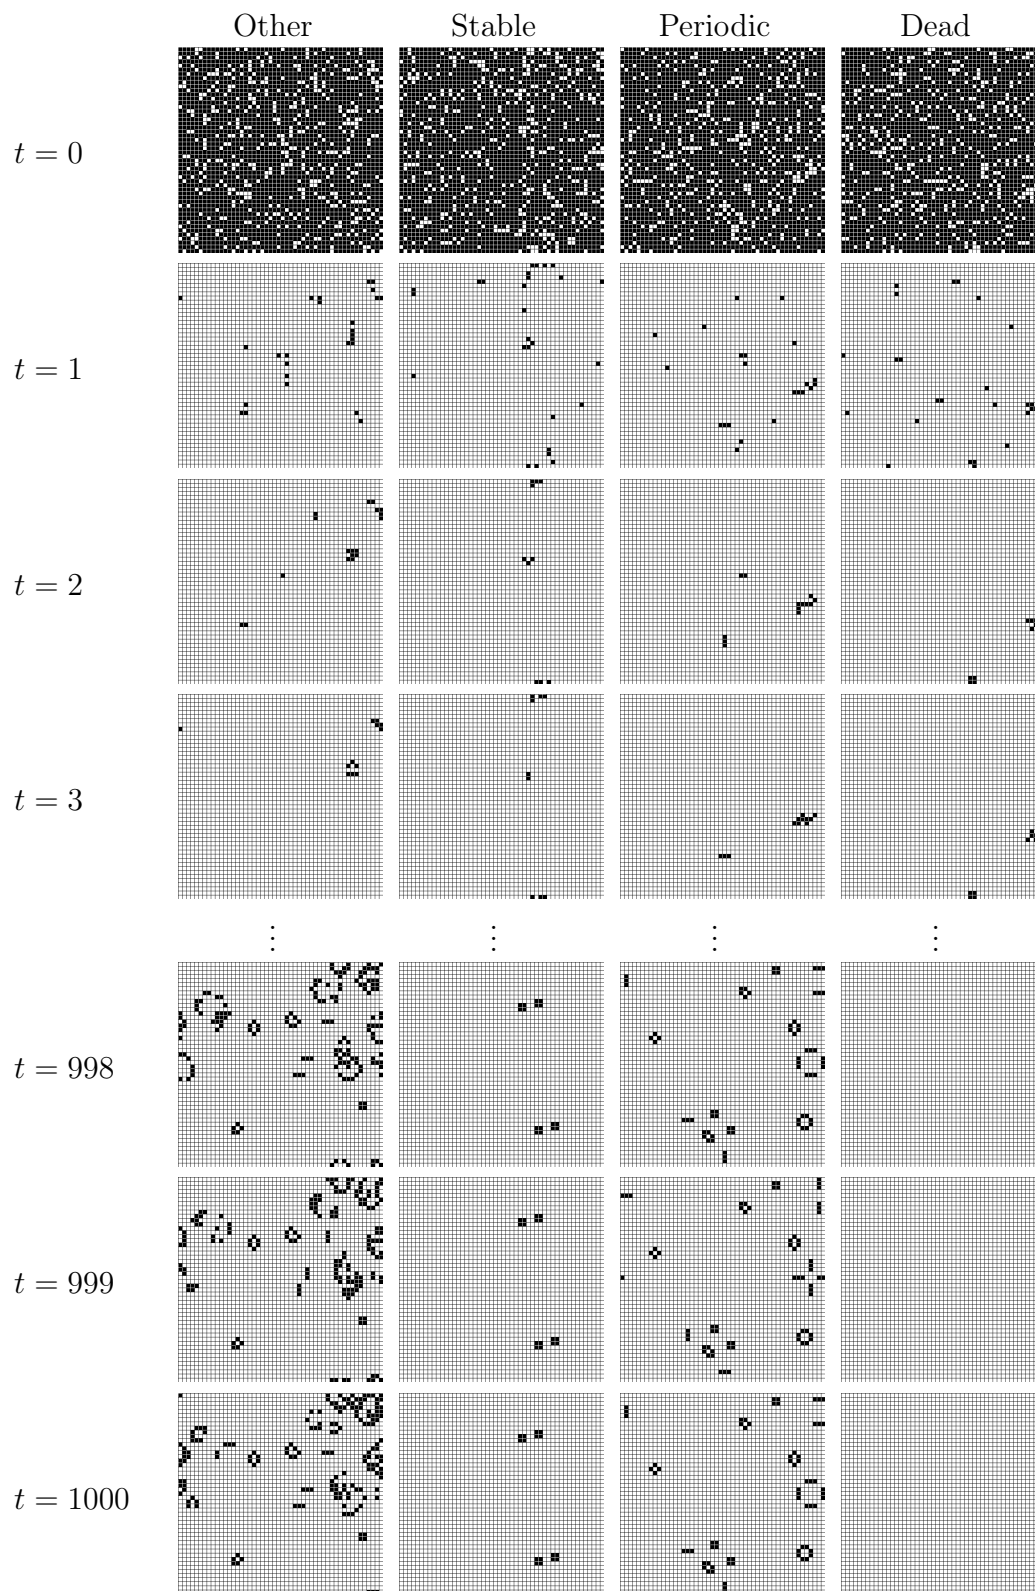 Other Stable Periodic Dead
t = 0
t = 1
t = 2
t = 3
⋮ ⋮ ⋮ ⋮
t = 998
t = 999
t = 1000